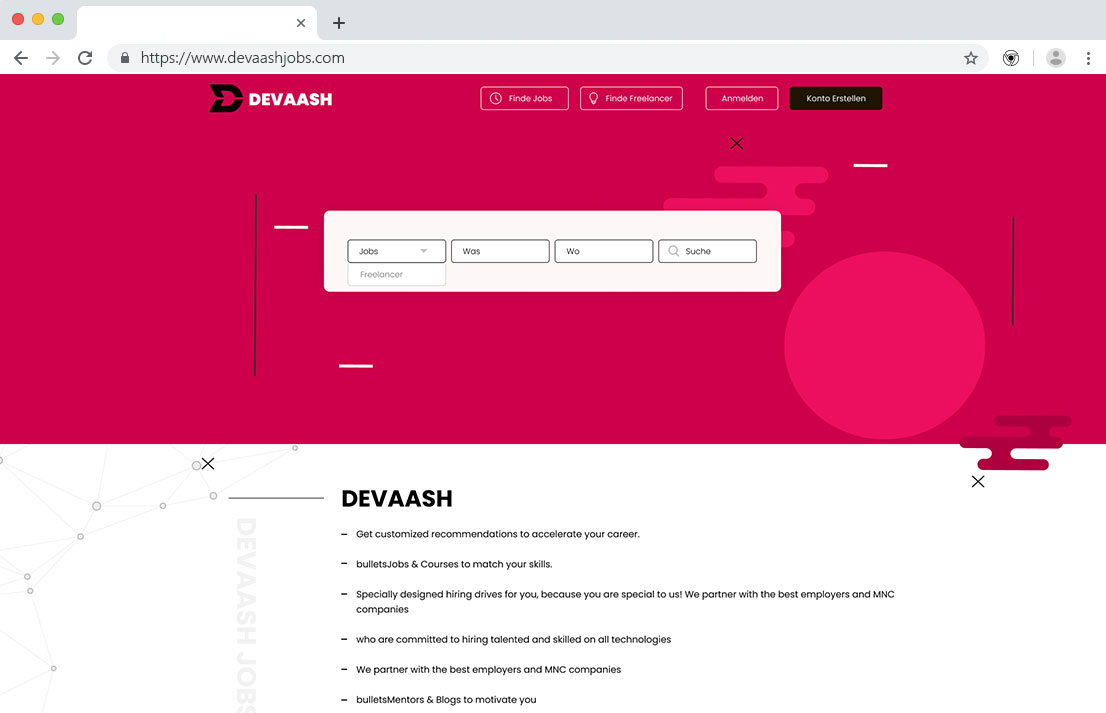 https://www.devaashjobs.com
DEVAASH
Finde Jobs
Finde Freelancer
Anmelden
Konto Erstellen
Jobs
Was
Wo
Suche
Freelancer
DEVAASH
Get customized recommendations to accelerate your career.
bulletsJobs & Courses to match your skills.
Specially designed hiring drives for you, because you are special to us! We partner with the best employers and MNC
companies
who are committed to hiring talented and skilled on all technologies
We partner with the best employers and MNC companies
bulletsMentors & Blogs to motivate you
DEVAASH JOBS